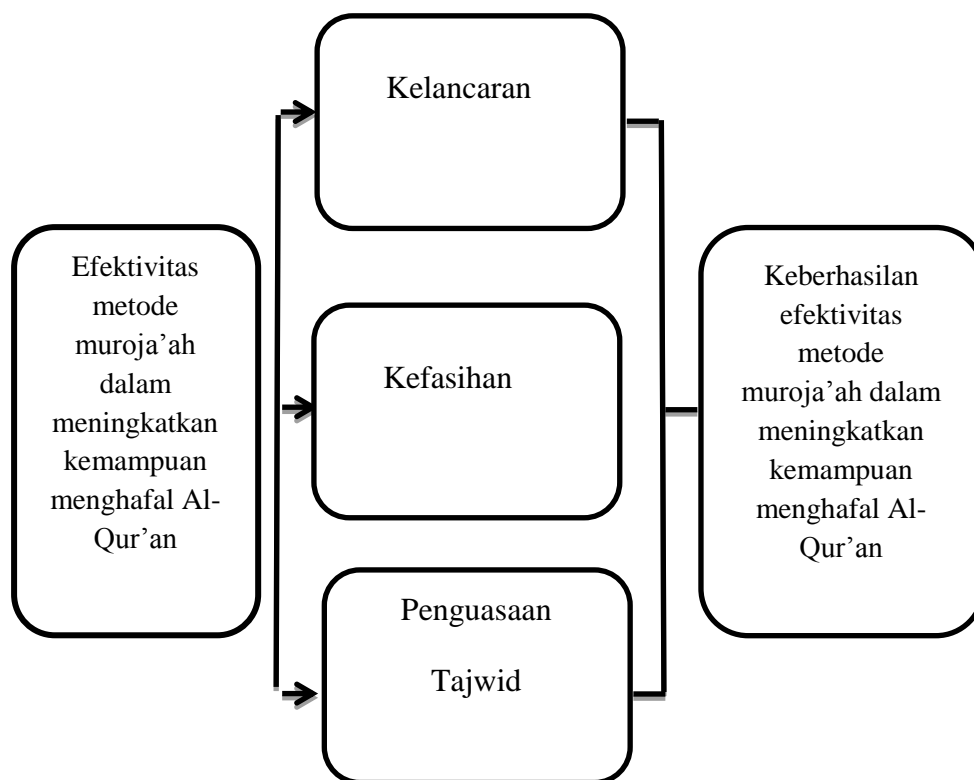 Efektivitas
metode
muroja’ah
dalam
meningkatkan
kemampuan
menghafal Al-
Qur’an
Kelancaran
Kefasihan
Penguasaan
Tajwid
Keberhasilan
efektivitas
metode
muroja’ah dalam
meningkatkan
kemampuan
menghafal Al-
Qur’an